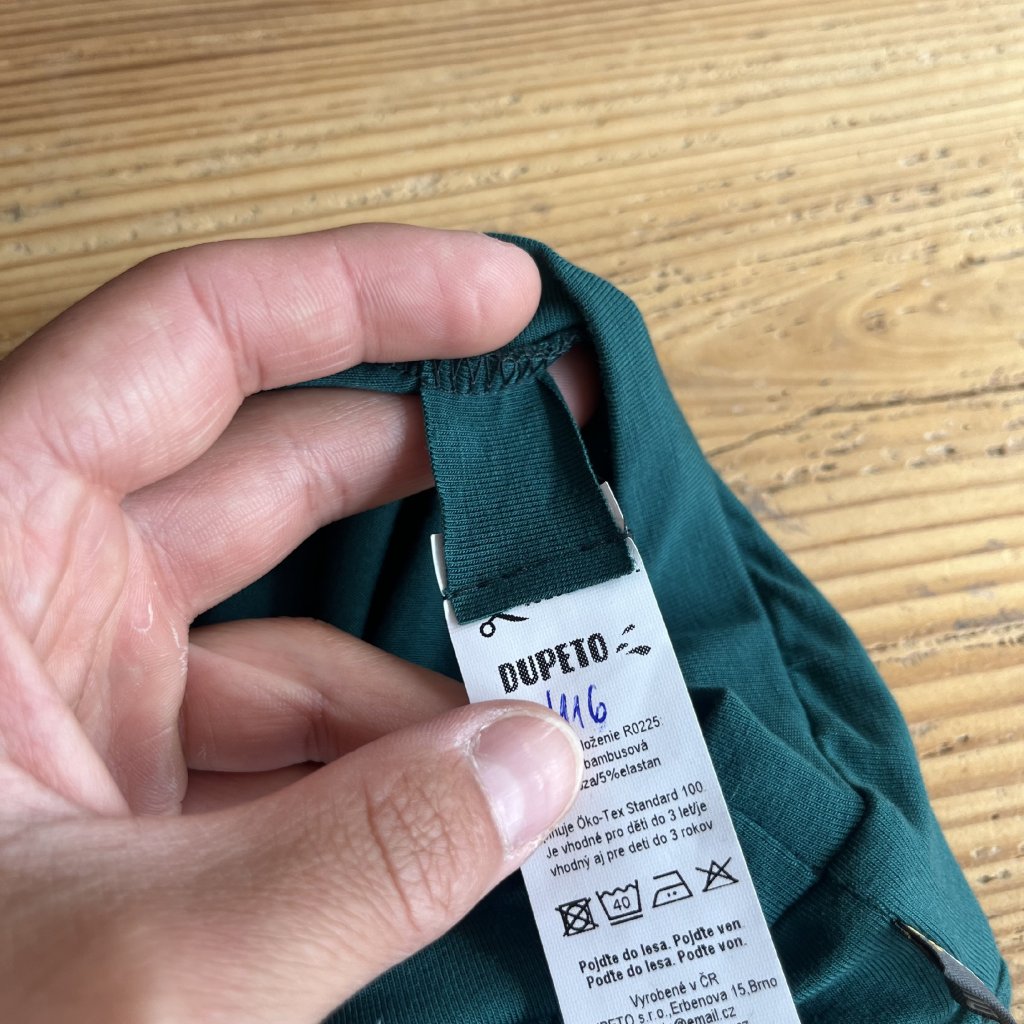 DUPETO
116
R0225
bambusová
5%elastan
Öko-Tex Standard 100
Je vhodné pro děti do 3 let/je
vhodný aj pre deti do 3 rokov
40
Pojďte do lesa. Pojďte ven.
Poďte do lesa. Poďte von.
Vyrobené v ČR
s.r.o.,Erbenova 15,Brno
@email.cz